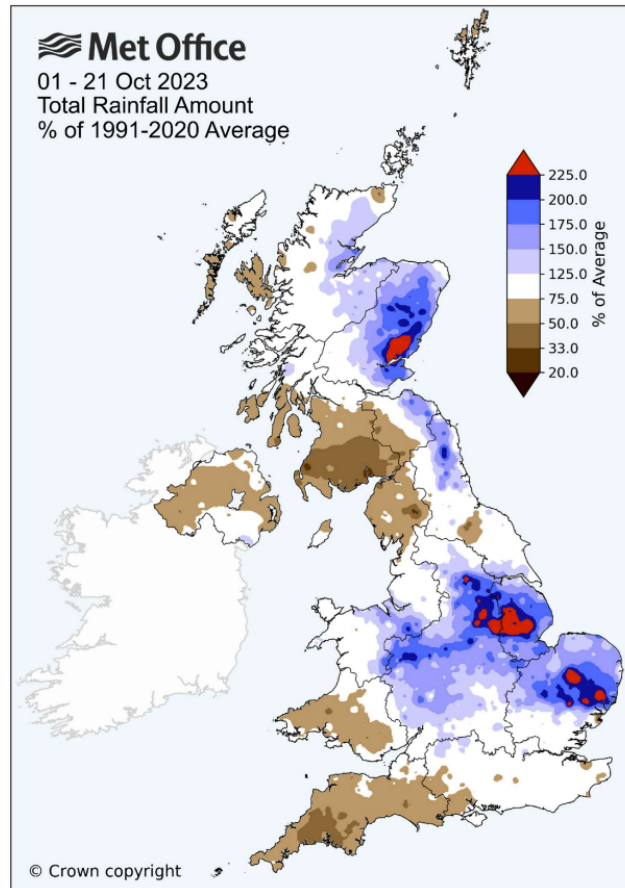 Met Office
01 - 21 Oct 2023
Total Rainfall Amount
% of 1991-2020 Average
225.0
200.0
175.0
150.0
125.0
75.0
50.0
33.0
20.0
% of Average
© Crown copyright